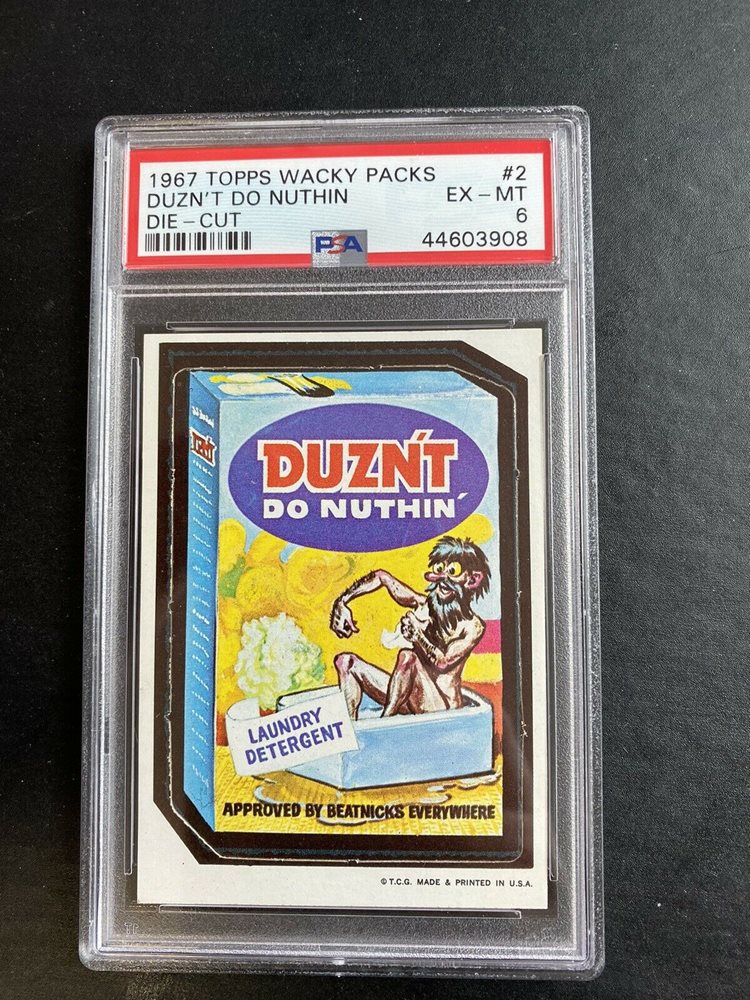 1967 TOPPS WACKY PACKS #2
DUZN'T DO NUTHIN EX-MT
DIE-CUT 6
PSA 44603908
DUZN'T
DO NUTHIN'
LAUNDRY
DETERGENT
APPROVED BY BEATNICKS EVERYWHERE
© T.C.G. MADE & PRINTED IN U.S.A.